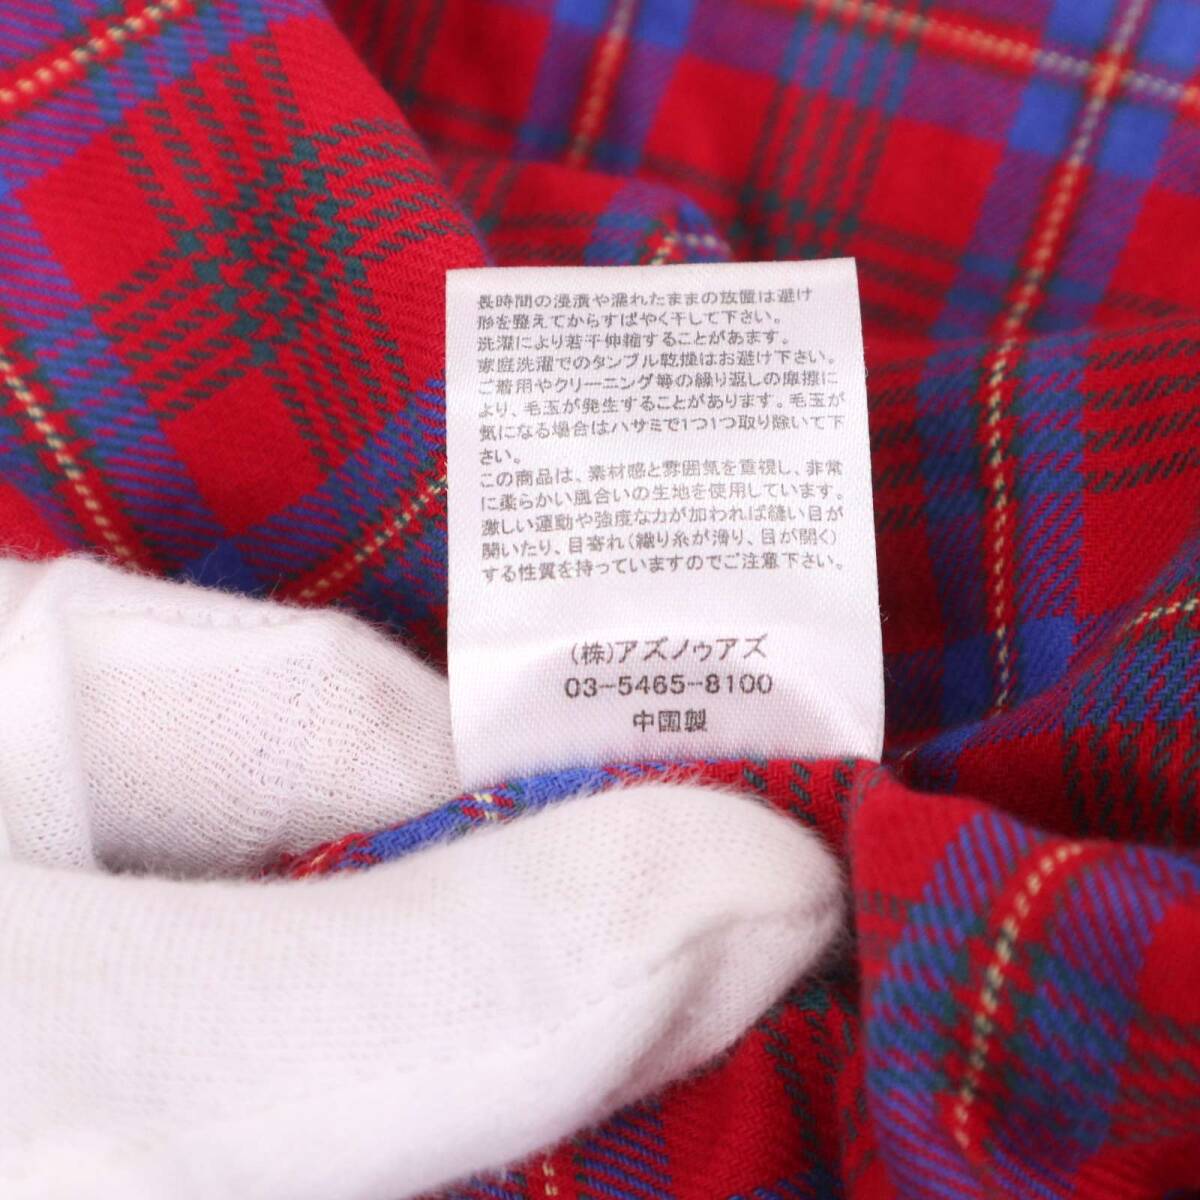 長時間の浸漬や濡れたままの放置は避け
形を整えてからすばやく干して下さい。
洗濯により若干伸縮することがあります。
家庭洗濯でのタンブル乾燥はお避け下さい。
ご着用やクリーニング等の繰り返しの摩擦に
より、毛玉が発生することがあります。毛玉が
気になる場合はハサミで1つ1つ取り除いて下
さい。
この商品は、素材感と雰囲気を重視し、非常
に柔らかい風合いの生地を使用しています。
激しい運動や強度な力が加われば縫い目が
開いたり、目寄れ(織り糸が滑り、目が開く)
する性質を持っていますのでご注意下さい。
(株)アズノゥアズ
03-5465-8100
中国製